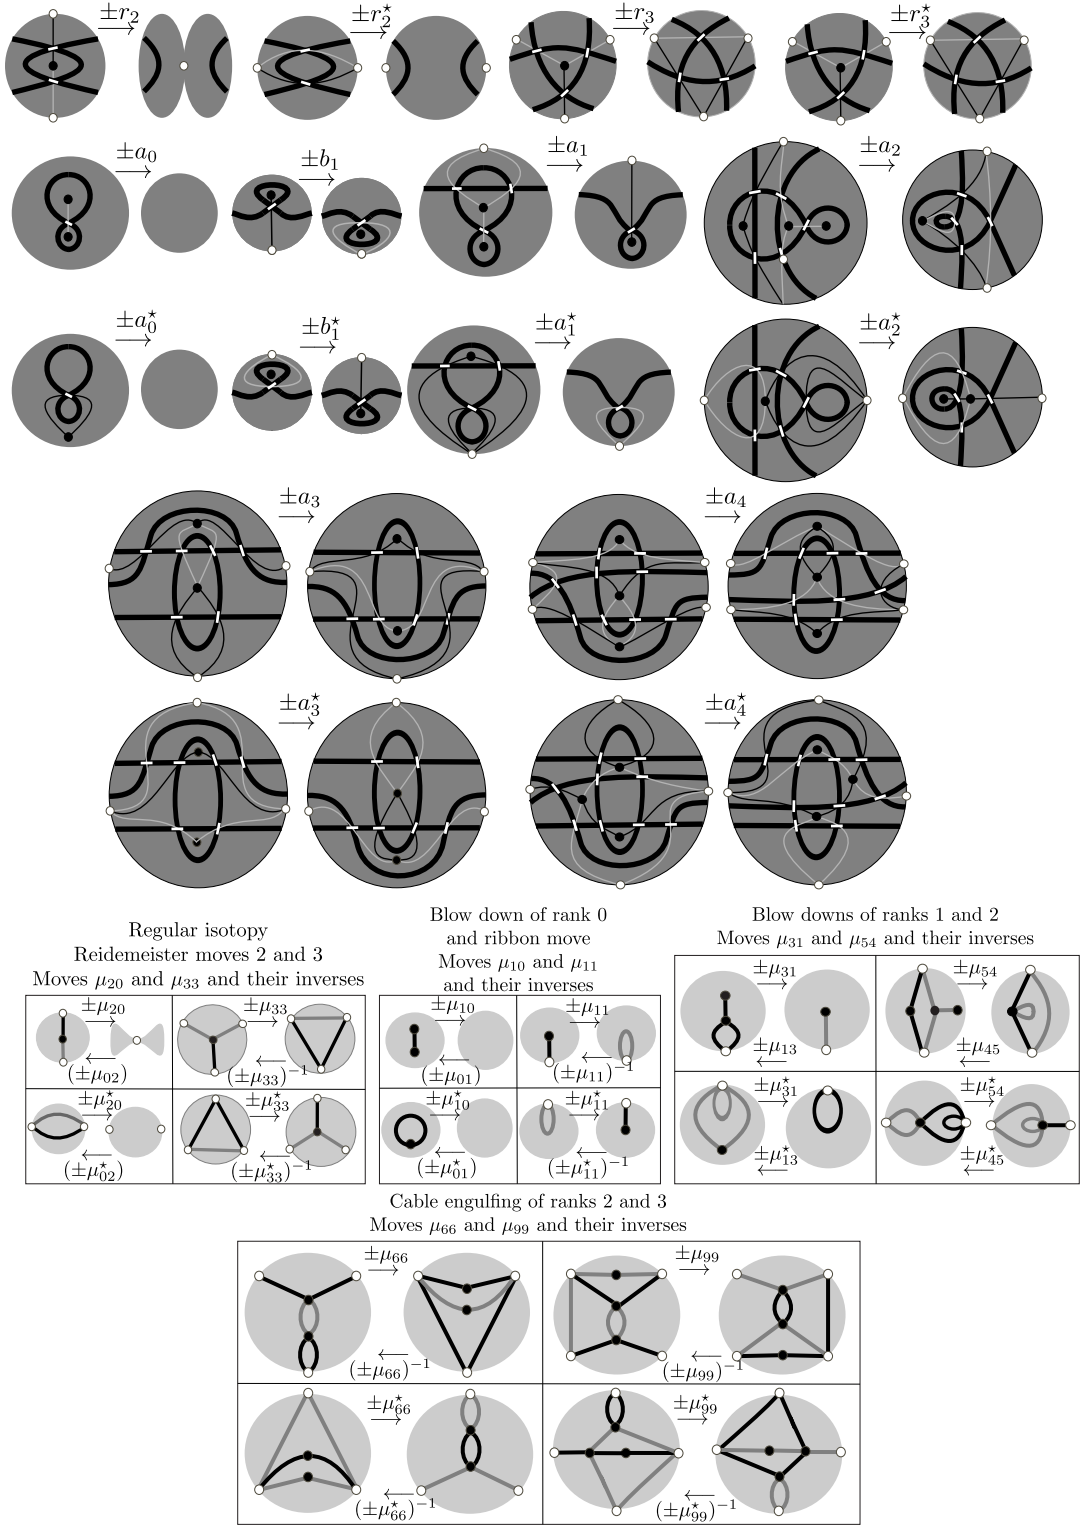 ±r₂ ±r₂⋆ ±r₃ ±r₃⋆
±a₀ ±b₁ ±a₁ ±a₂
±a₀⋆ ±b₁⋆ ±a₁⋆ ±a₂⋆
±a₃ ±a₄
±a₃⋆ ±a₄⋆
Regular isotopy
Reidemeister moves 2 and 3
Moves μ₂₀ and μ₃₃ and their inverses
±μ₂₀ ±μ₃₃
(±μ₀₂) (±μ₃₃)⁻¹
±μ₂₀⋆ ±μ₃₃⋆
(±μ₀₂⋆) (±μ₃₃⋆)⁻¹
Blow down of rank 0
and ribbon move
Moves μ₁₀ and μ₁₁
and their inverses
±μ₁₀ ±μ₁₁
(±μ₀₁) (±μ₁₁)⁻¹
±μ₁₀⋆ ±μ₁₁⋆
(±μ₀₁⋆) (±μ₁₁⋆)⁻¹
Blow downs of ranks 1 and 2
Moves μ₃₁ and μ₅₄ and their inverses
±μ₃₁ ±μ₅₄
±μ₁₃ ±μ₄₅
±μ₃₁⋆ ±μ₅₄⋆
±μ₁₃⋆ ±μ₄₅⋆
Cable engulfing of ranks 2 and 3
Moves μ₆₆ and μ₉₉ and their inverses
±μ₆₆ ±μ₉₉
(±μ₆₆)⁻¹ (±μ₉₉)⁻¹
±μ₆₆⋆ ±μ₉₉⋆
(±μ₆₆⋆)⁻¹ (±μ₉₉⋆)⁻¹